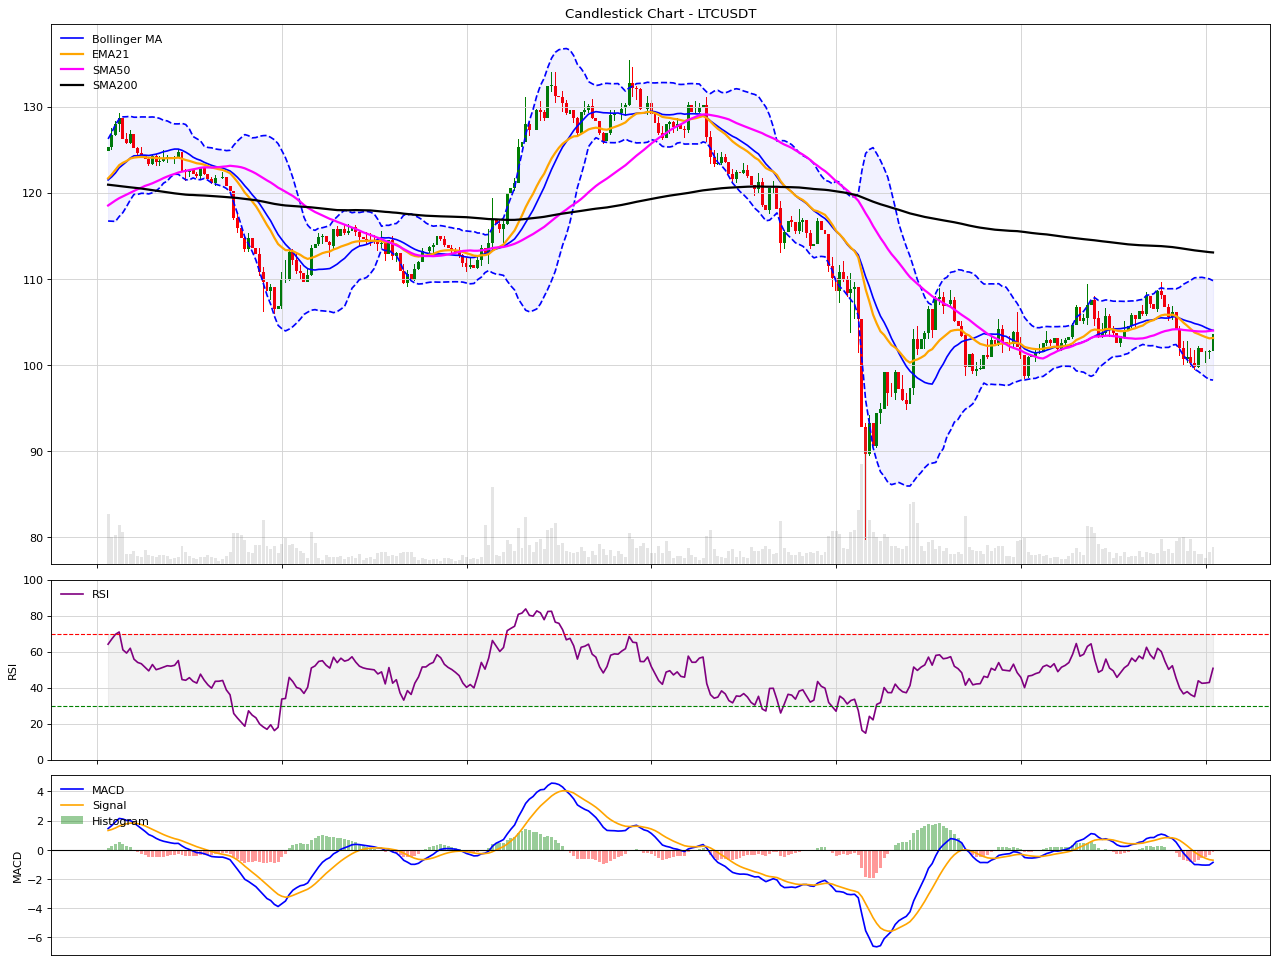 Candlestick Chart - LTCUSDT
Bollinger MA
EMA21
SMA50
SMA200
130
120
110
100
90
80
RSI
100
80
60
40
20
0
RSI
MACD
Signal
Histogram
4
2
0
−2
−4
−6
MACD